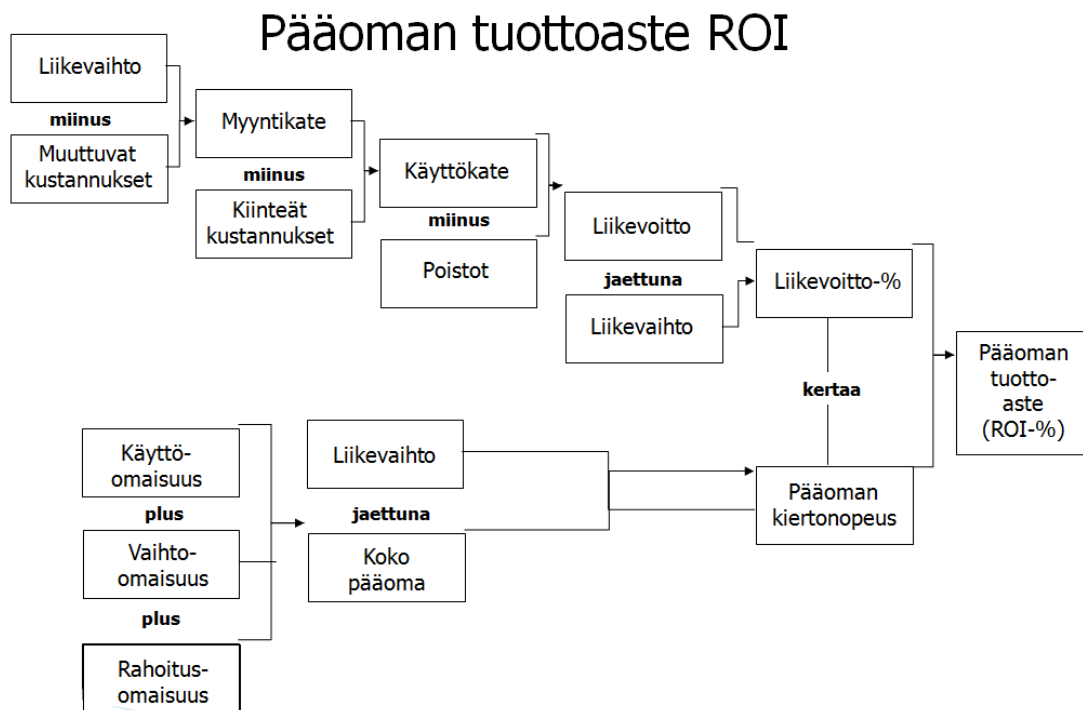 Pääoman tuottoaste ROI
Liikevaihto
miinus
Muuttuvat
kustannukset
Myyntikate
miinus
Kiinteät
kustannukset
Käyttökate
miinus
Poistot
Liikevoitto
jaettuna
Liikevaihto
Liikevoitto-%
kertaa
Pääoman
tuotto-
aste
(ROI-%)
Käyttö-
omaisuus
plus
Vaihto-
omaisuus
plus
Rahoitus-
omaisuus
Liikevaihto
jaettuna
Koko
pääoma
Pääoman
kiertonopeus